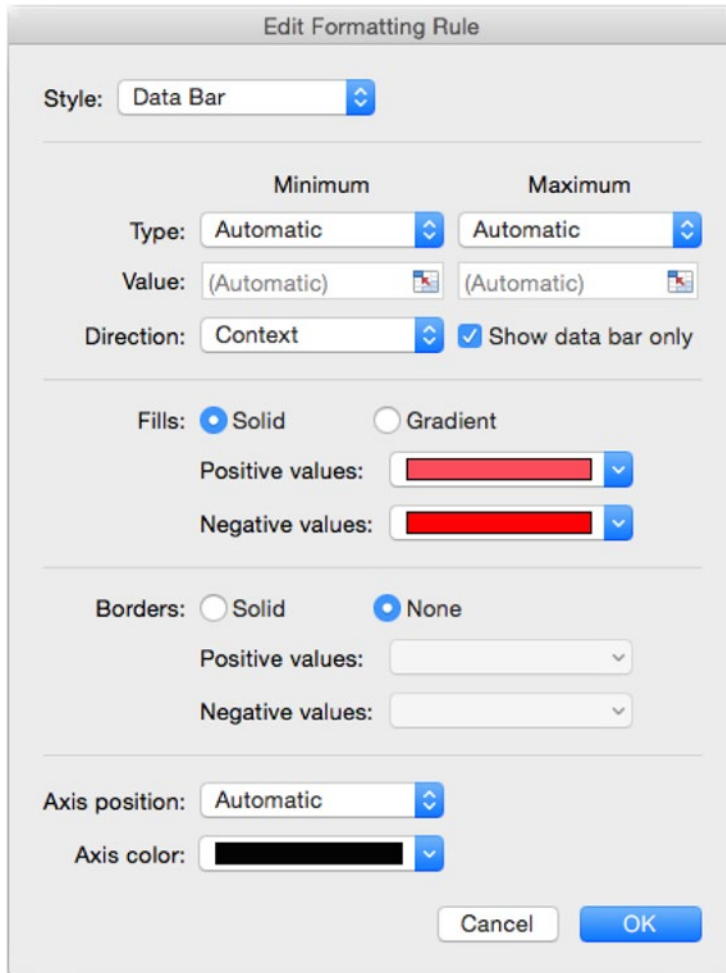 Edit Formatting Rule
Style: Data Bar
Minimum Maximum
Type: Automatic Automatic
Value: (Automatic) (Automatic)
Direction: Context Show data bar only
Fills: Solid Gradient
Positive values:
Negative values:
Borders: Solid None
Positive values:
Negative values:
Axis position: Automatic
Axis color:
Cancel OK